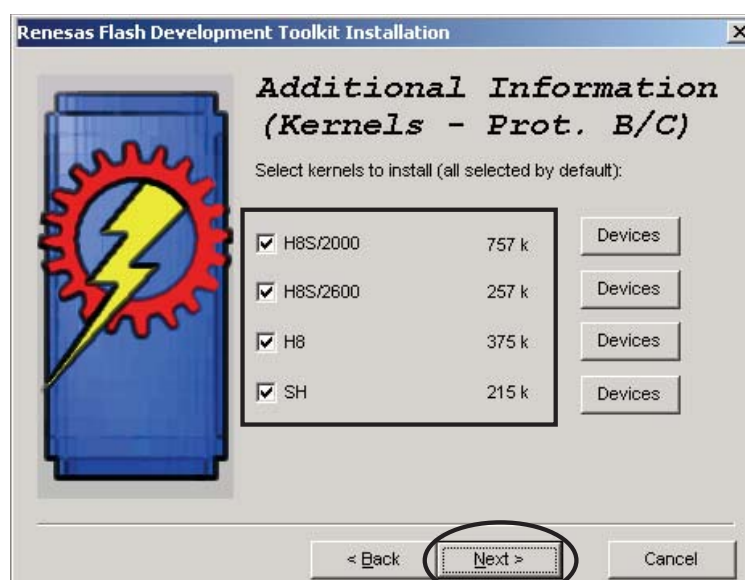 Renesas Flash Development Toolkit Installation
Additional Information
(Kernels - Prot. B/C)
Select kernels to install (all selected by default):
H8S/2000 757 k Devices
H8S/2600 257 k Devices
H8 375 k Devices
SH 215 k Devices
< Back Next > Cancel